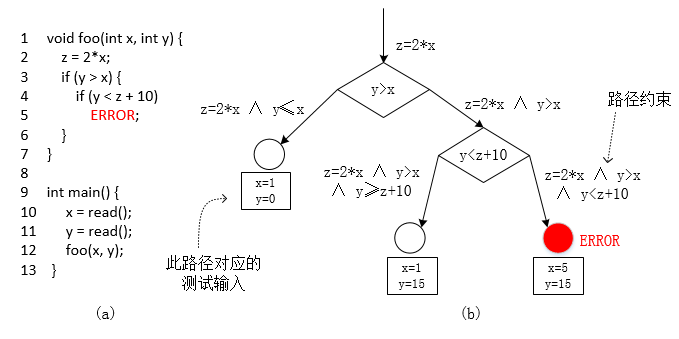 1 void foo(int x, int y) {
2 z = 2*x;
3 if (y > x) {
4 if (y < z + 10)
5 ERROR;
6 }
7 }
8
9 int main() {
10 x = read();
11 y = read();
12 foo(x, y);
13 }
(a)
z=2*x
y>x
z=2*x ∧ y⩽x
z=2*x ∧ y>x
路径约束
y<z+10
x=1
y=0
z=2*x ∧ y>x
∧ y⩾z+10
z=2*x ∧ y>x
∧ y<z+10
此路径对应的
测试输入
ERROR
x=1
y=15
x=5
y=15
(b)